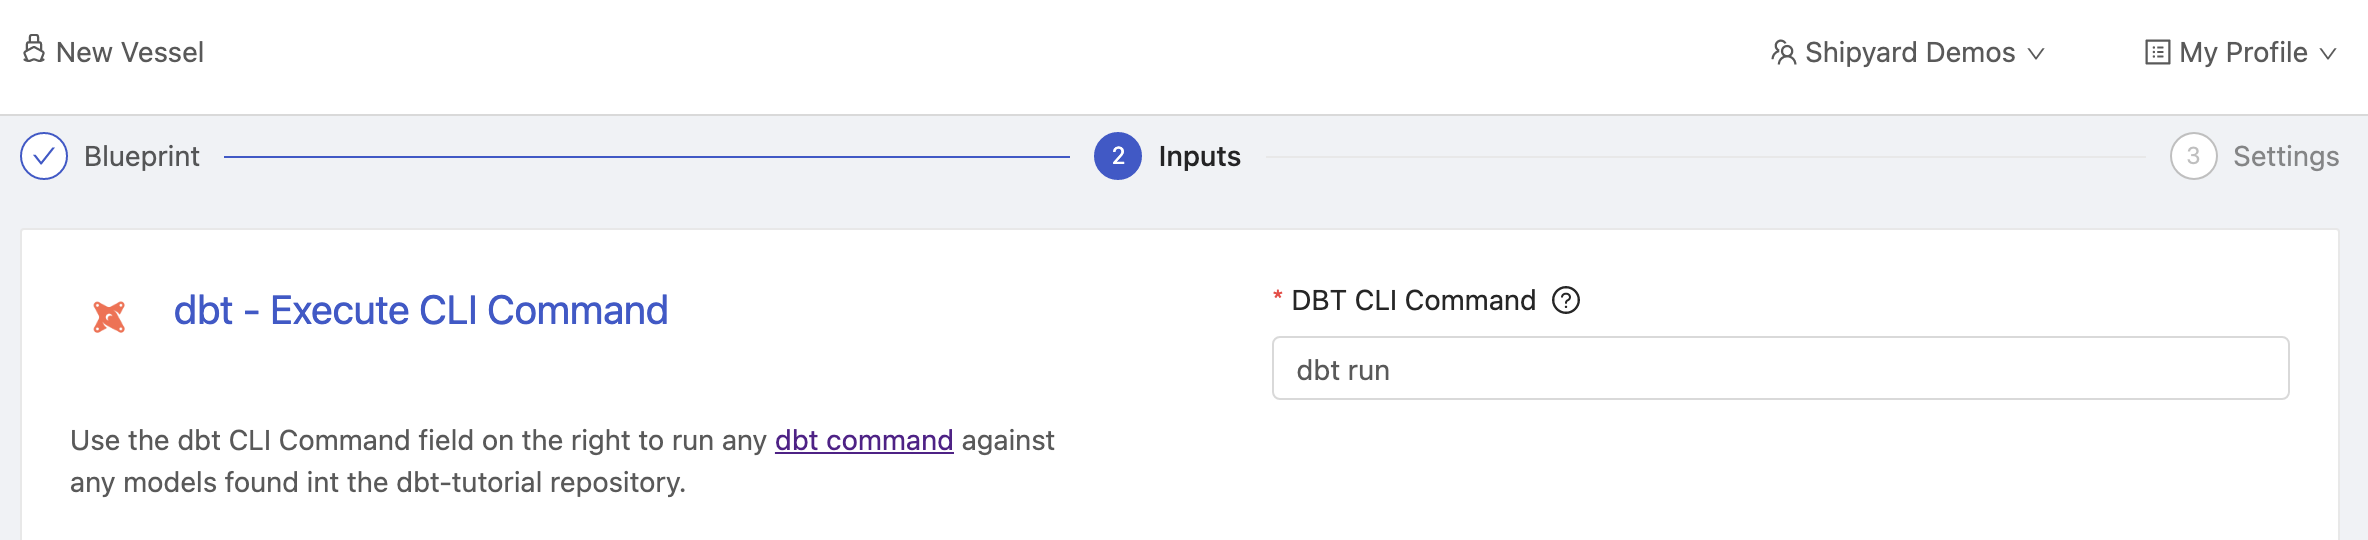 New Vessel
Shipyard Demos
My Profile
Blueprint
2 Inputs
3 Settings
dbt - Execute CLI Command
Use the dbt CLI Command field on the right to run any dbt command against
any models found int the dbt-tutorial repository.
* DBT CLI Command ?
dbt run